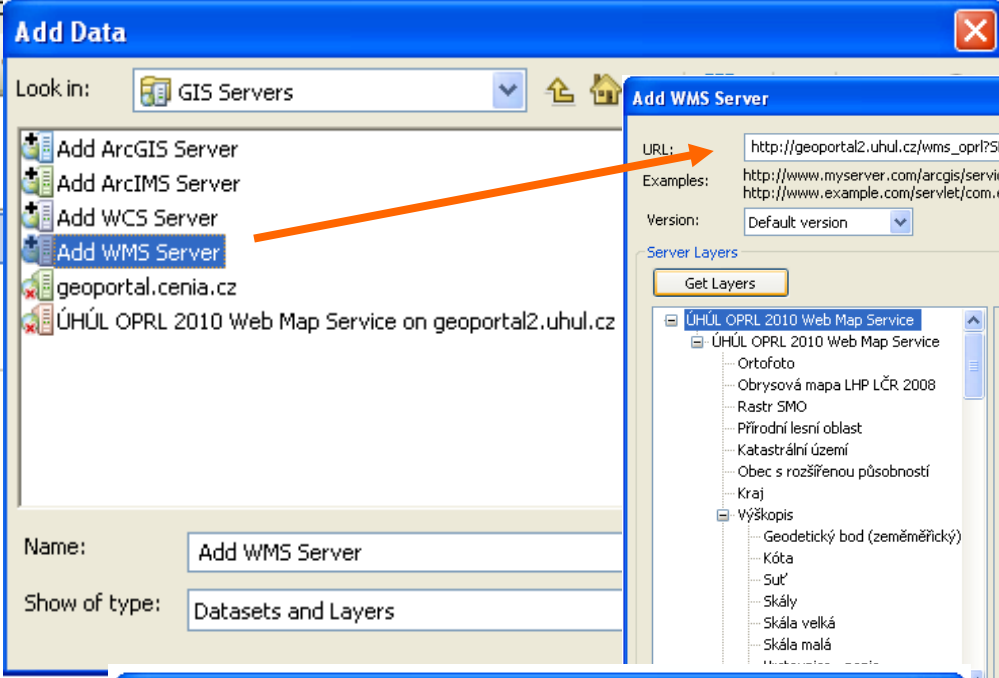 Add Data
Look in:
GIS Servers
Add ArcGIS Server
Add ArcIMS Server
Add WCS Server
Add WMS Server
geoportal.cenia.cz
ÚHÚL OPRL 2010 Web Map Service on geoportal2.uhul.cz
Name:
Add WMS Server
Show of type:
Datasets and Layers
Add WMS Server
URL:
http://geoportal2.uhul.cz/wms_oprl?S
Examples:
http://www.myserver.com/arcgis/servic
http://www.example.com/servlet/com.
Version:
Default version
Server Layers
Get Layers
ÚHÚL OPRL 2010 Web Map Service
ÚHÚL OPRL 2010 Web Map Service
Ortofoto
Obrysová mapa LHP LČR 2008
Rastr SMO
Přírodní lesní oblast
Katastrální území
Obec s rozšířenou působností
Kraj
Výškopis
Geodetický bod (zeměměřický)
Kóta
Suť
Skály
Skála velká
Skála malá